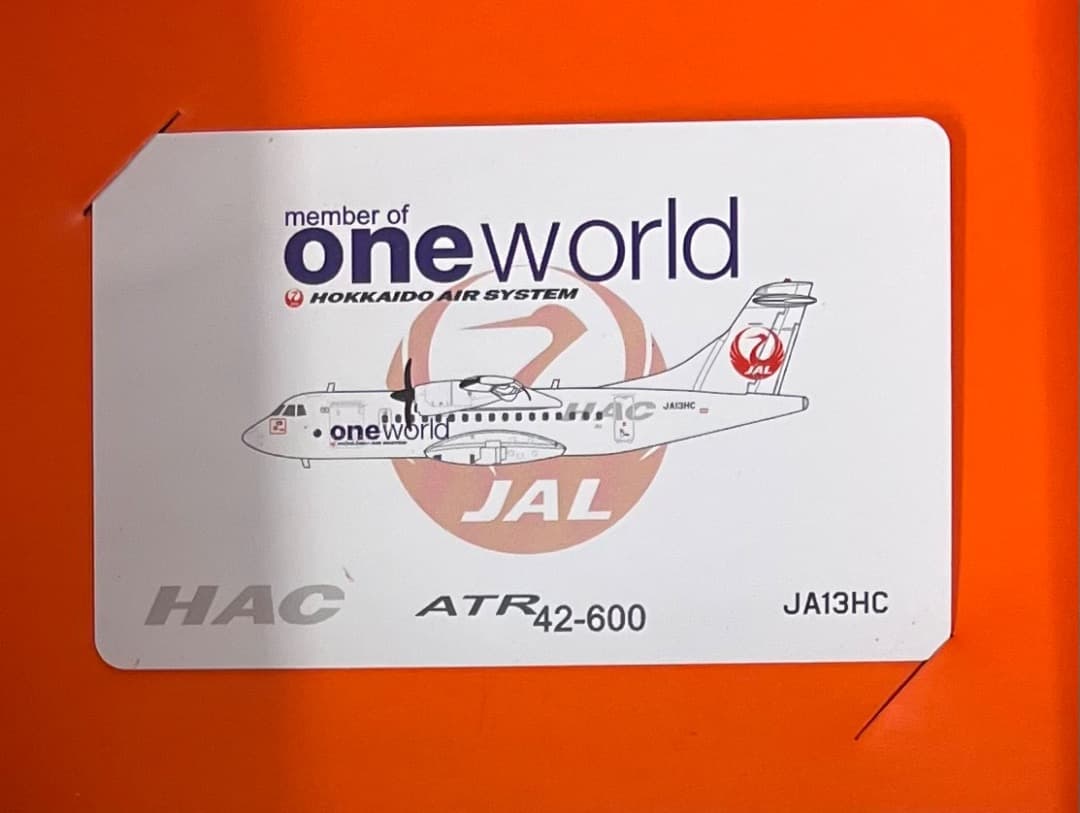 member of
oneworld
HOKKAIDO AIR SYSTEM
JAL
HAC JA13HC
oneworld
JAL
HAC ATR42-600 JA13HC